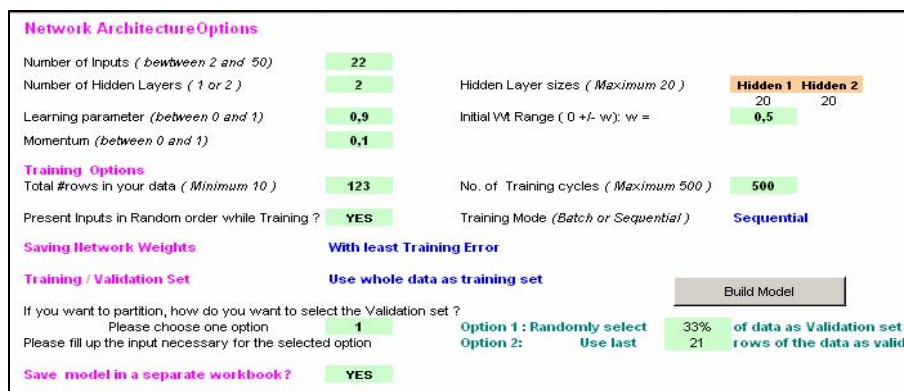 Network ArchitectureOptions
Number of Inputs ( bewtween 2 and 50) 22
Number of Hidden Layers ( 1 or 2 ) 2 Hidden Layer sizes ( Maximum 20 ) Hidden 1 Hidden 2
20 20
Learning parameter (between 0 and 1) 0,9 Initial Wt Range ( 0 +/- w): w = 0,5
Momentum (between 0 and 1) 0,1
Training Options
Total #rows in your data ( Minimum 10 ) 123 No. of Training cycles ( Maximum 500 ) 500
Present Inputs in Random order while Training ? YES Training Mode (Batch or Sequential ) Sequential
Saving Network Weights With least Training Error
Training / Validation Set Use whole data as training set
Build Model
If you want to partition, how do you want to select the Validation set ?
Please choose one option 1 Option 1 : Randomly select 33% of data as Validation set
Please fill up the input necessary for the selected option Option 2: Use last 21 rows of the data as valid
Save model in a separate workbook? YES